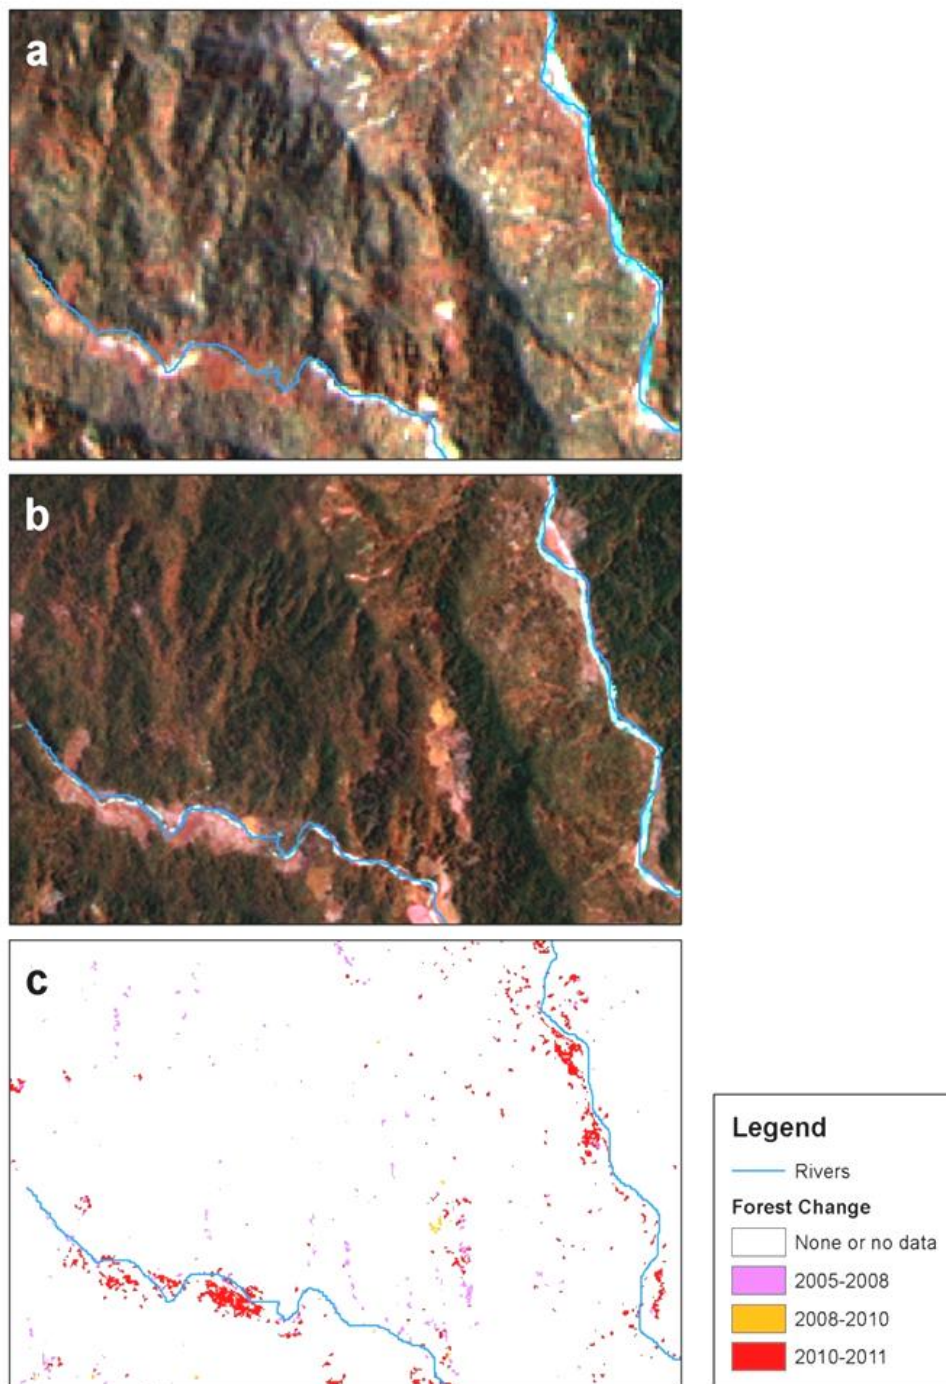 a
b
c
Legend
Rivers
Forest Change
None or no data
2005-2008
2008-2010
2010-2011